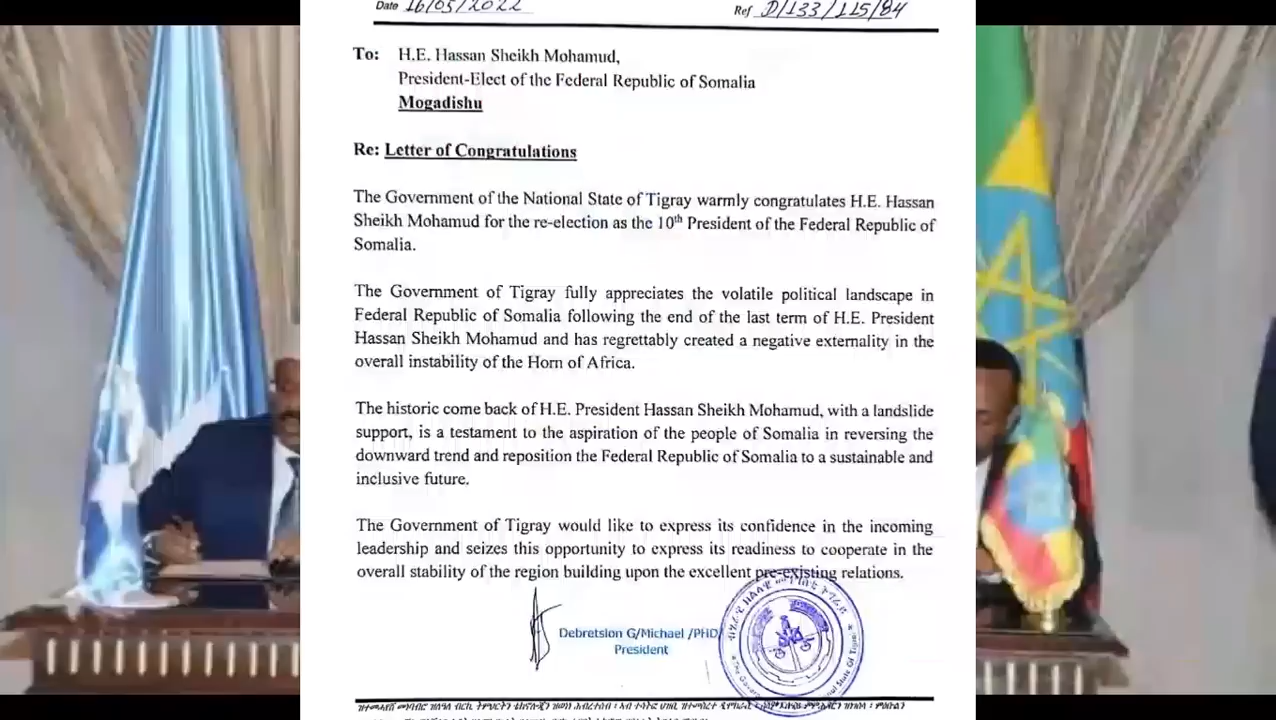 Date 16/05/2022
Ref D/133/115/84
To: H.E. Hassan Sheikh Mohamud,
President-Elect of the Federal Republic of Somalia
Mogadishu
Re: Letter of Congratulations
The Government of the National State of Tigray warmly congratulates H.E. Hassan
Sheikh Mohamud for the re-election as the 10th President of the Federal Republic of
Somalia.
The Government of Tigray fully appreciates the volatile political landscape in
Federal Republic of Somalia following the end of the last term of H.E. President
Hassan Sheikh Mohamud and has regrettably created a negative externality in the
overall instability of the Horn of Africa.
The historic come back of H.E. President Hassan Sheikh Mohamud, with a landslide
support, is a testament to the aspiration of the people of Somalia in reversing the
downward trend and reposition the Federal Republic of Somalia to a sustainable and
inclusive future.
The Government of Tigray would like to express its confidence in the incoming
leadership and seizes this opportunity to express its readiness to cooperate in the
overall stability of the region building upon the excellent pre-existing relations.
Debretsion G/Michael /PHD/
President